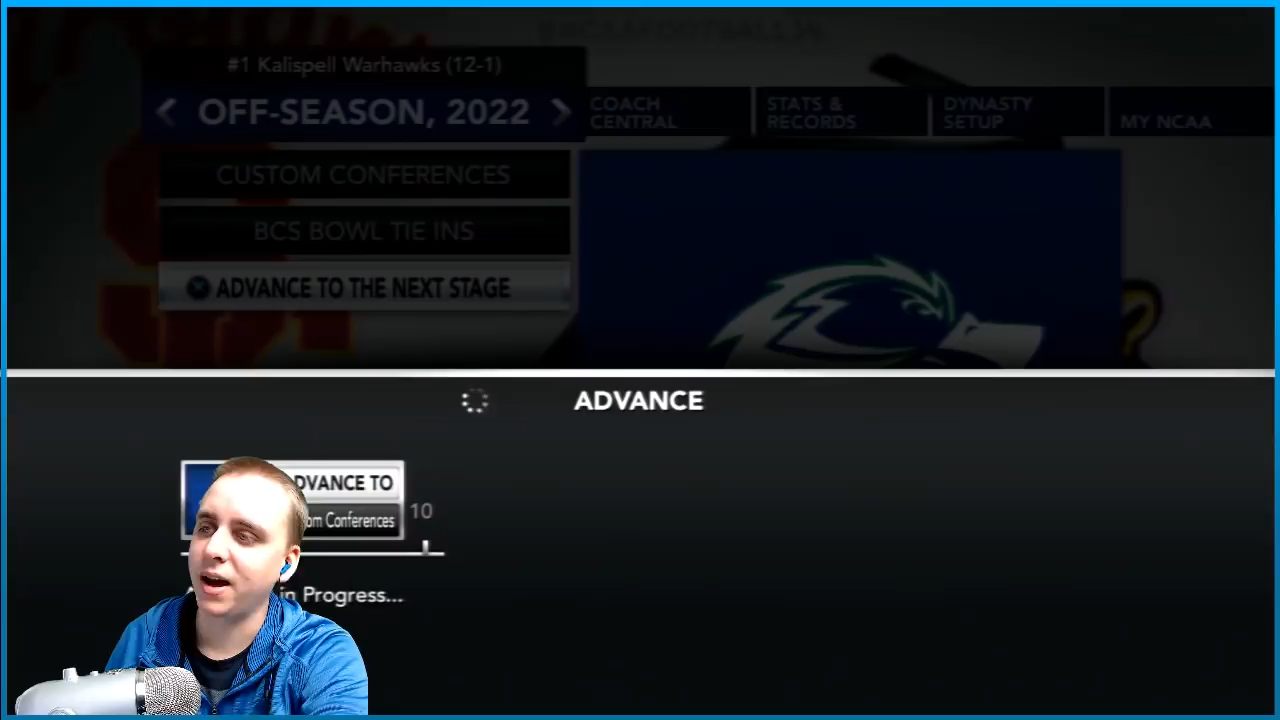 #1 Kalispell Warhawks (12-1)
OFF-SEASON, 2022
COACH
CENTRAL
STATS &
RECORDS
DYNASTY
SETUP
MY NCAA
CUSTOM CONFERENCES
BCS BOWL TIE INS
ADVANCE TO THE NEXT STAGE
ADVANCE
DVANCE TO
om Conferences
10
in Progress...